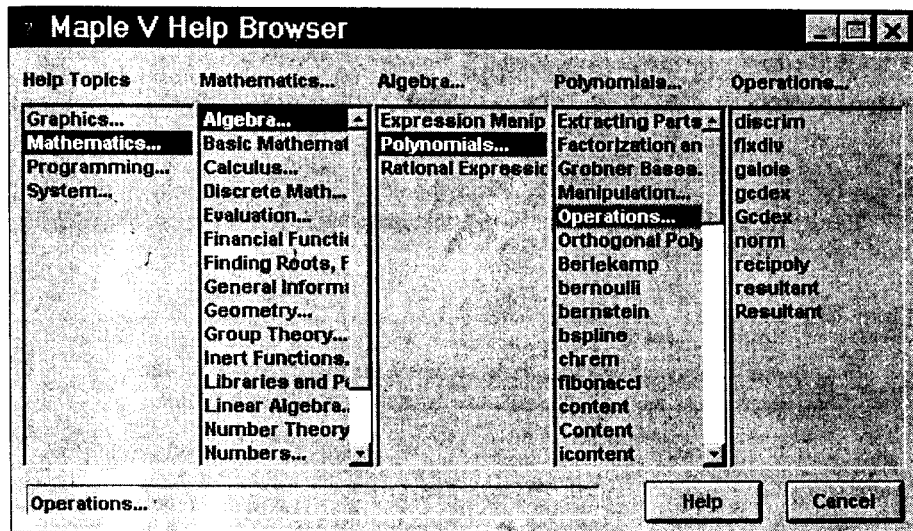 ? Maple V Help Browser
Help Topics
Mathematics...
Algebra...
Polynomials...
Operations...
Graphics...
Mathematics...
Programming...
System...
Algebra...
Basic Mathemat
Calculus...
Discrete Math...
Evaluation...
Financial Functi
Finding Roots, F
General Inform
Geometry...
Group Theory...
Inert Functions.
Libraries and P
Linear Algebra..
Number Theory
Numbers...
Expression Manip
Polynomials...
Rational Expressio
Extracting Parts
Factorization an
Grobner Bases.
Manipulation...
Operations...
Orthogonal Poly
Berlekamp
bernoulli
bernstein
bspline
chrem
fibonacci
content
Content
icontent
discrim
fixdiv
galois
gcdex
Gcdex
norm
recipoly
resultant
Resultant
Operations...
Help
Cancel